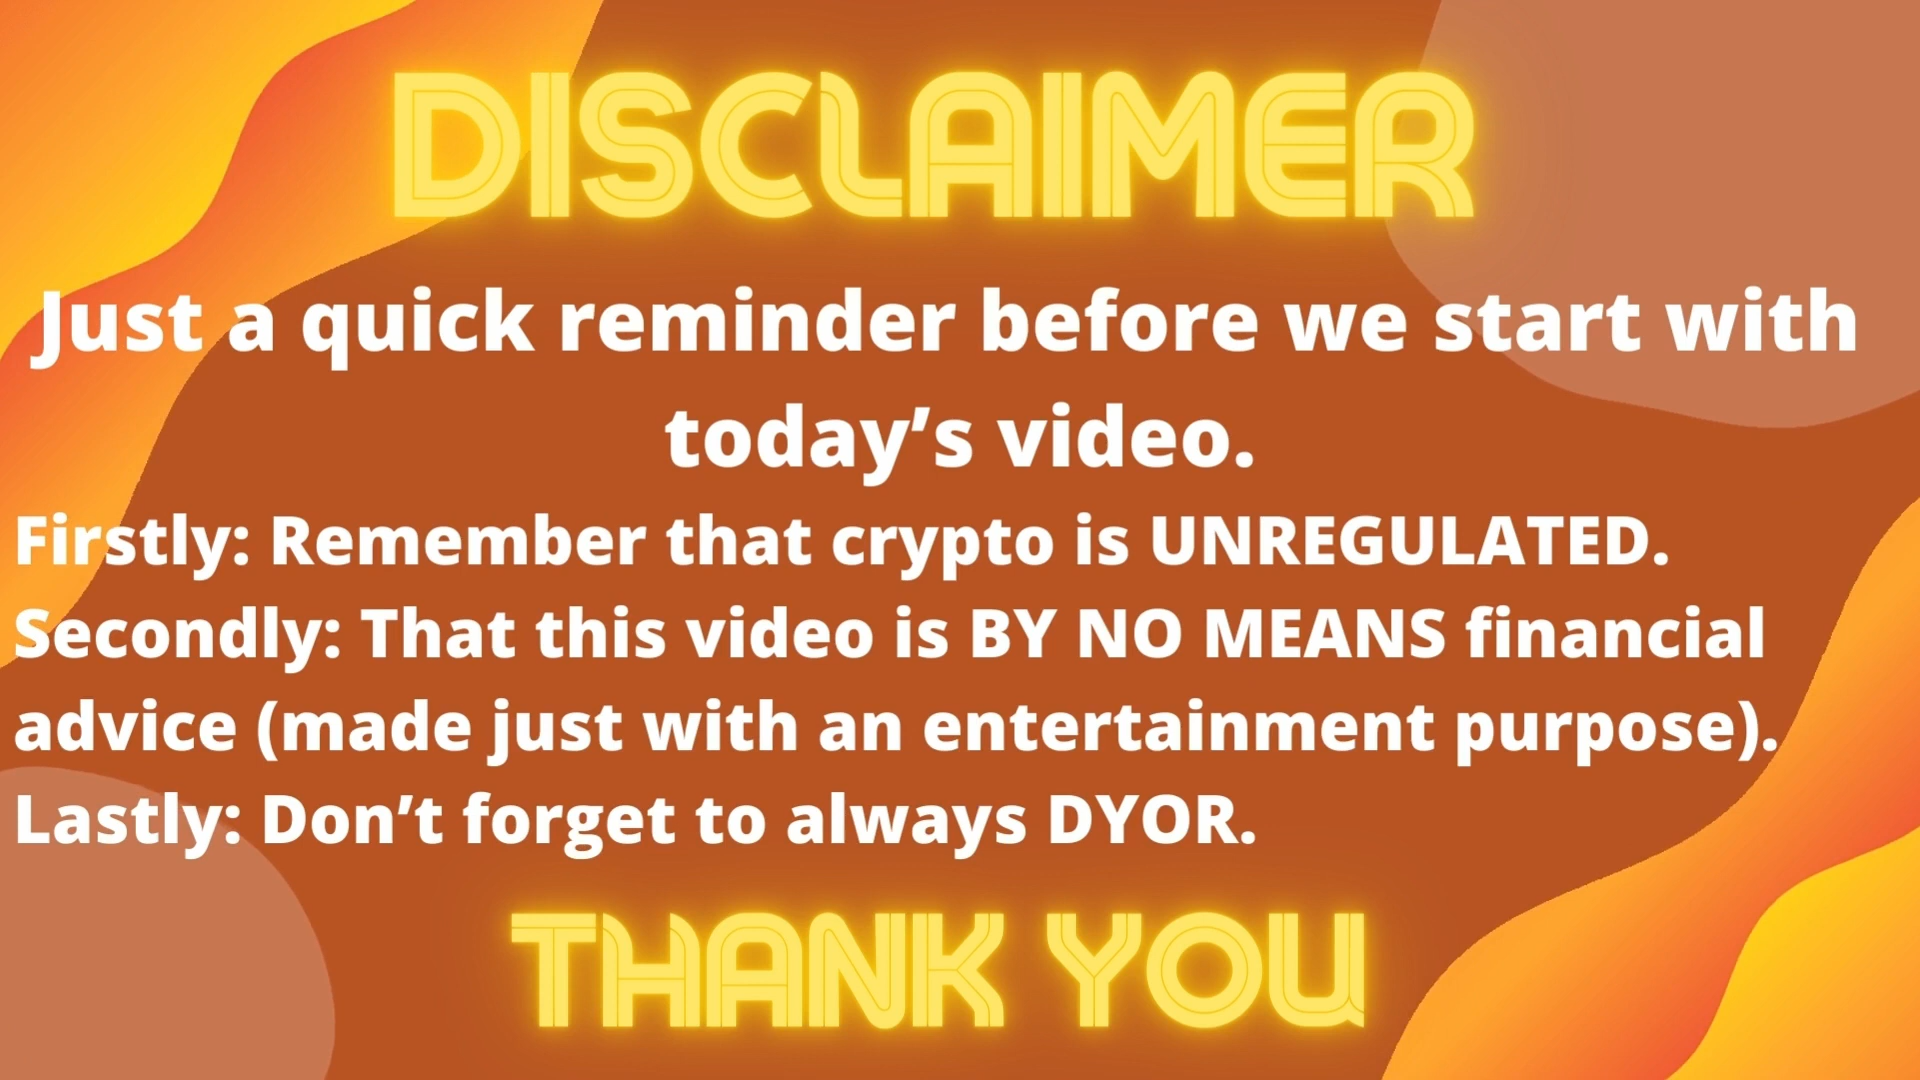 DISCLAIMER
Just a quick reminder before we start with
today’s video.
Firstly: Remember that crypto is UNREGULATED.
Secondly: That this video is BY NO MEANS financial
advice (made just with an entertainment purpose).
Lastly: Don’t forget to always DYOR.
THANK YOU